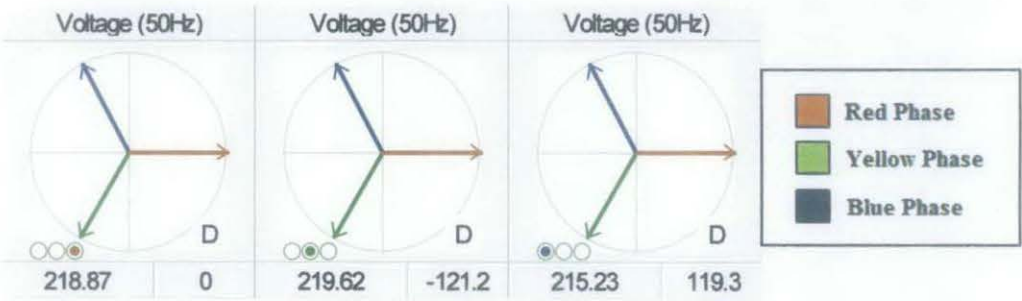 Voltage (50Hz) Voltage (50Hz) Voltage (50Hz)
D D D
218.87 0 219.62 -121.2 215.23 119.3
Red Phase
Yellow Phase
Blue Phase